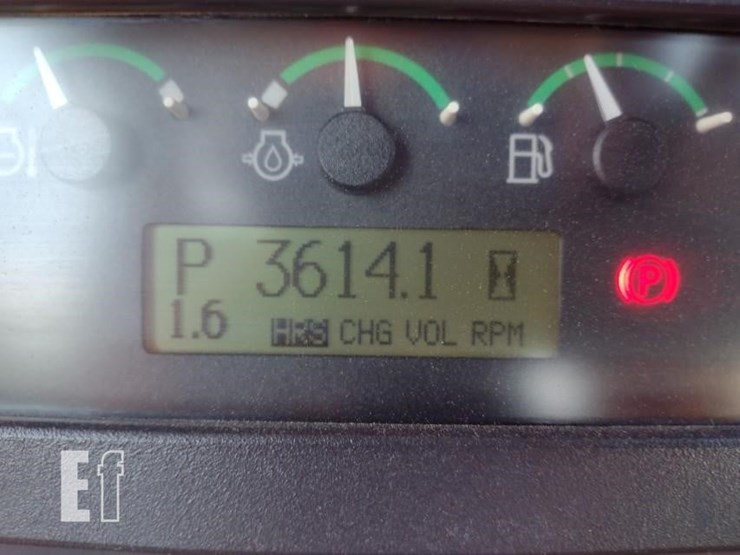 P 3614.1
1.6 HRS CHG VOL RPM
P
Ef